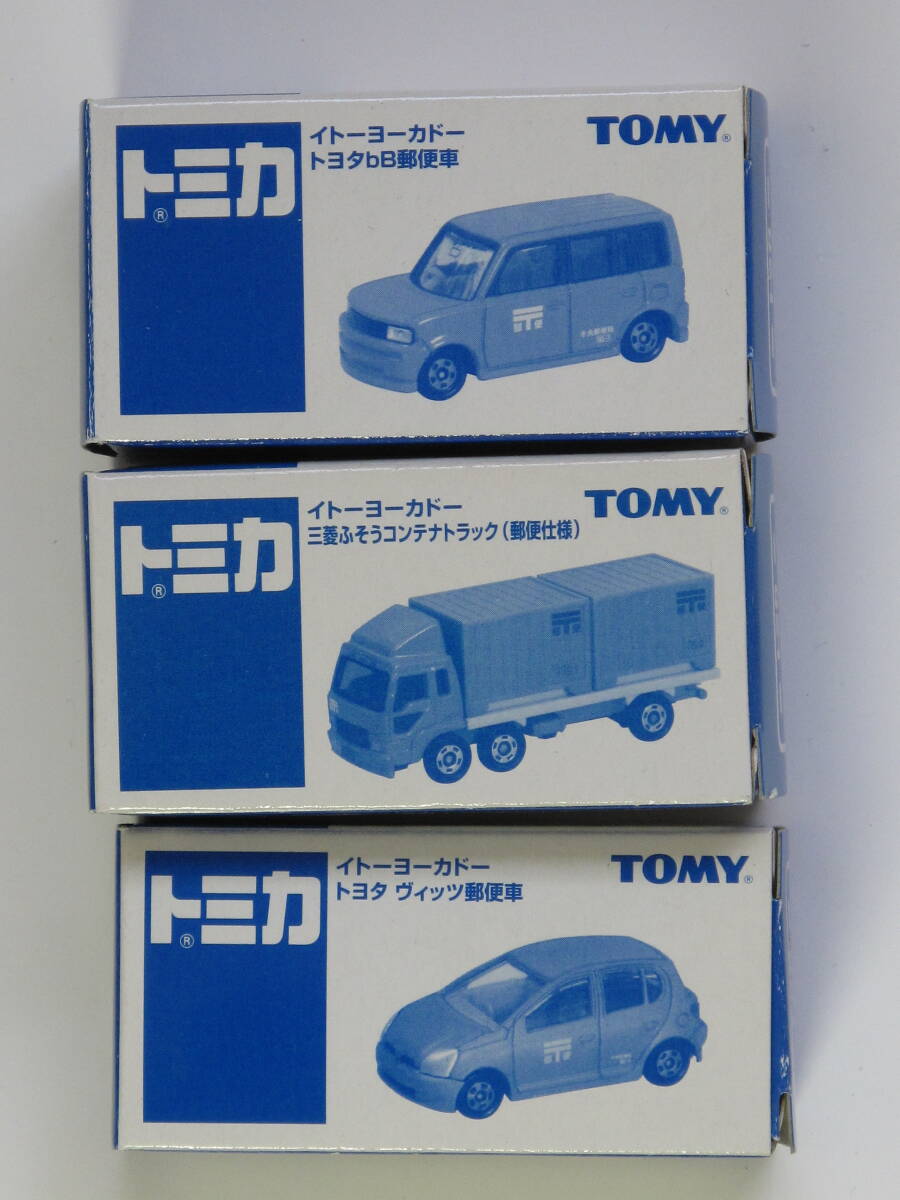 トミカ®
イトーヨーカドー
トヨタbB郵便車
TOMY®
〒
郵便
トミカ®
イトーヨーカドー
三菱ふそうコンテナトラック(郵便仕様)
TOMY®
トミカ®
イトーヨーカドー
トヨタ ヴィッツ郵便車
TOMY®
〒